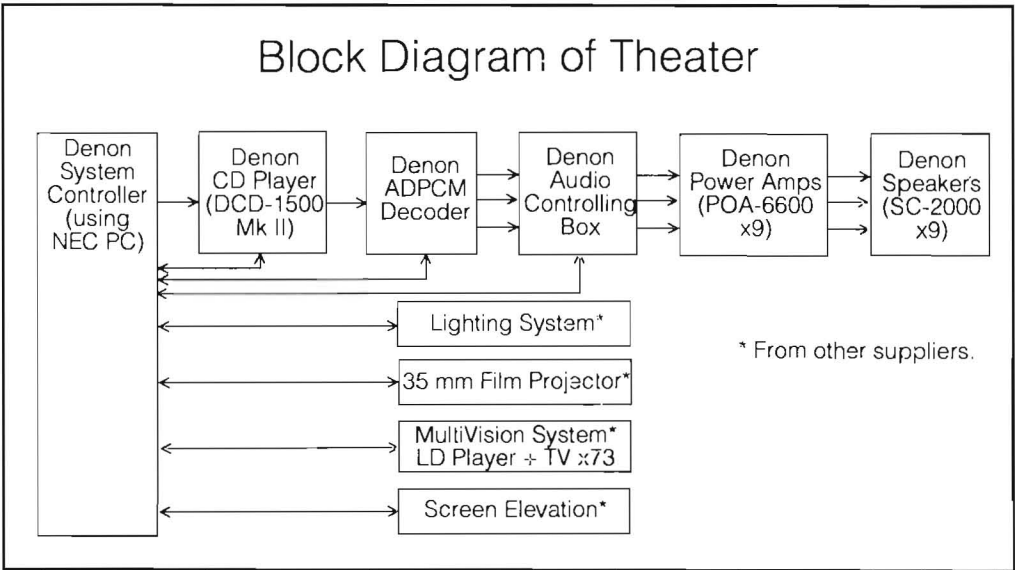 Block Diagram of Theater
Denon
System
Controller
(using
NEC PC)
Denon
CD Player
(DCD-1500
Mk II)
Denon
ADPCM
Decoder
Denon
Audio
Controlling
Box
Denon
Power Amps
(POA-6600
x9)
Denon
Speakers
(SC-2000
x9)
Lighting System*
* From other suppliers.
35 mm Film Projector*
MultiVision System*
LD Player + TV x73
Screen Elevation*